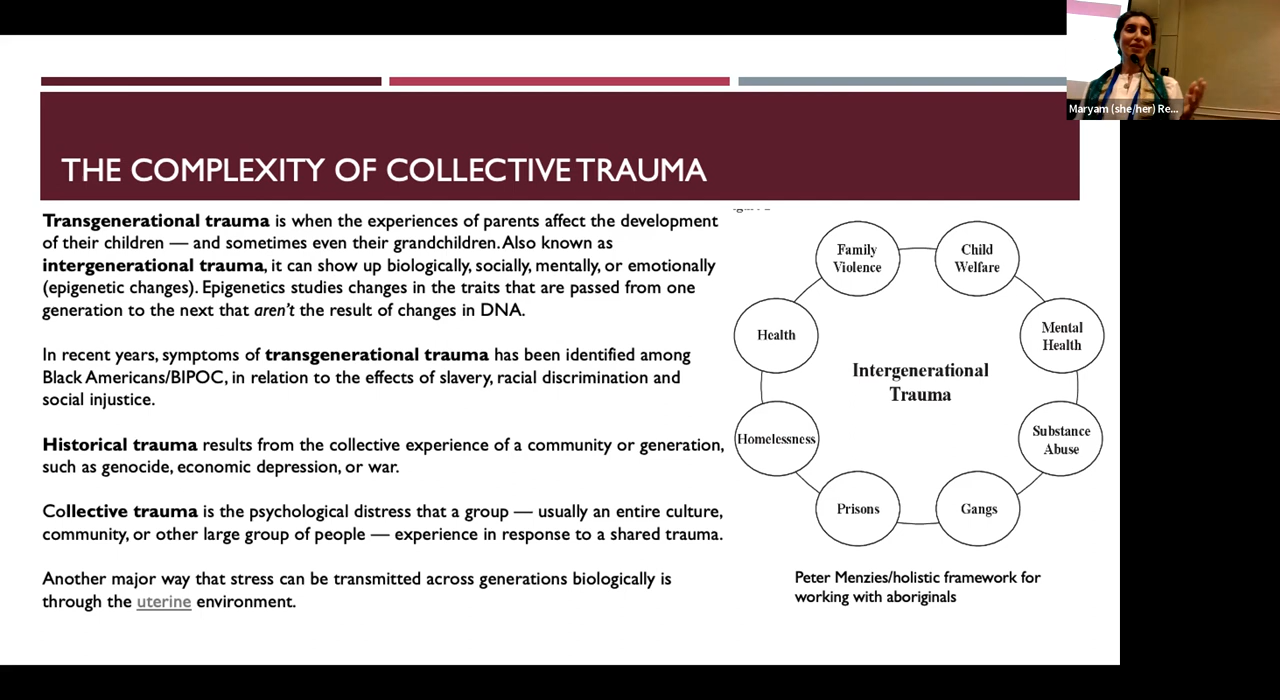 Maryam (she/her) Re...
THE COMPLEXITY OF COLLECTIVE TRAUMA
Transgenerational trauma is when the experiences of parents affect the development
of their children — and sometimes even their grandchildren. Also known as
intergenerational trauma, it can show up biologically, socially, mentally, or emotionally
(epigenetic changes). Epigenetics studies changes in the traits that are passed from one
generation to the next that aren't the result of changes in DNA.
In recent years, symptoms of transgenerational trauma has been identified among
Black Americans/BIPOC, in relation to the effects of slavery, racial discrimination and
social injustice.
Historical trauma results from the collective experience of a community or generation,
such as genocide, economic depression, or war.
Collective trauma is the psychological distress that a group — usually an entire culture,
community, or other large group of people — experience in response to a shared trauma.
Another major way that stress can be transmitted across generations biologically is
through the uterine environment.
Family
Violence
Child
Welfare
Health
Mental
Health
Intergenerational
Trauma
Homelessness
Substance
Abuse
Prisons
Gangs
Peter Menzies/holistic framework for
working with aboriginals